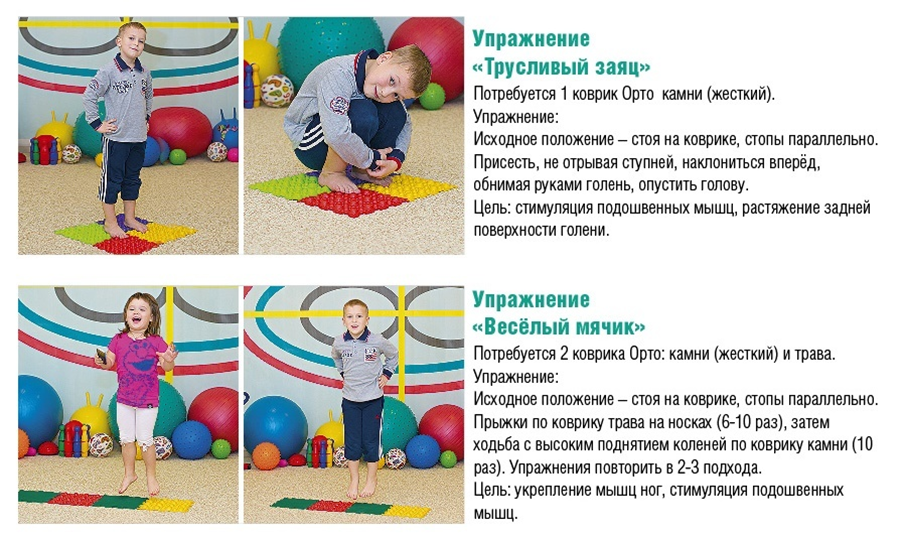 Упражнение
«Трусливый заяц»
Потребуется 1 коврик Орто камни (жесткий).
Упражнение:
Исходное положение – стоя на коврике, стопы параллельно.
Присесть, не отрывая ступней, наклониться вперёд,
обнимая руками голень, опустить голову.
Цель: стимуляция подошвенных мышц, растяжение задней
поверхности голени.
Упражнение
«Весёлый мячик»
Потребуется 2 коврика Орто: камни (жесткий) и трава.
Упражнение:
Исходное положение – стоя на коврике, стопы параллельно.
Прыжки по коврику трава на носках (6-10 раз), затем
ходьба с высоким поднятием коленей по коврику камни (10
раз). Упражнения повторить в 2-3 подхода.
Цель: укрепление мышц ног, стимуляция подошвенных
мышц.